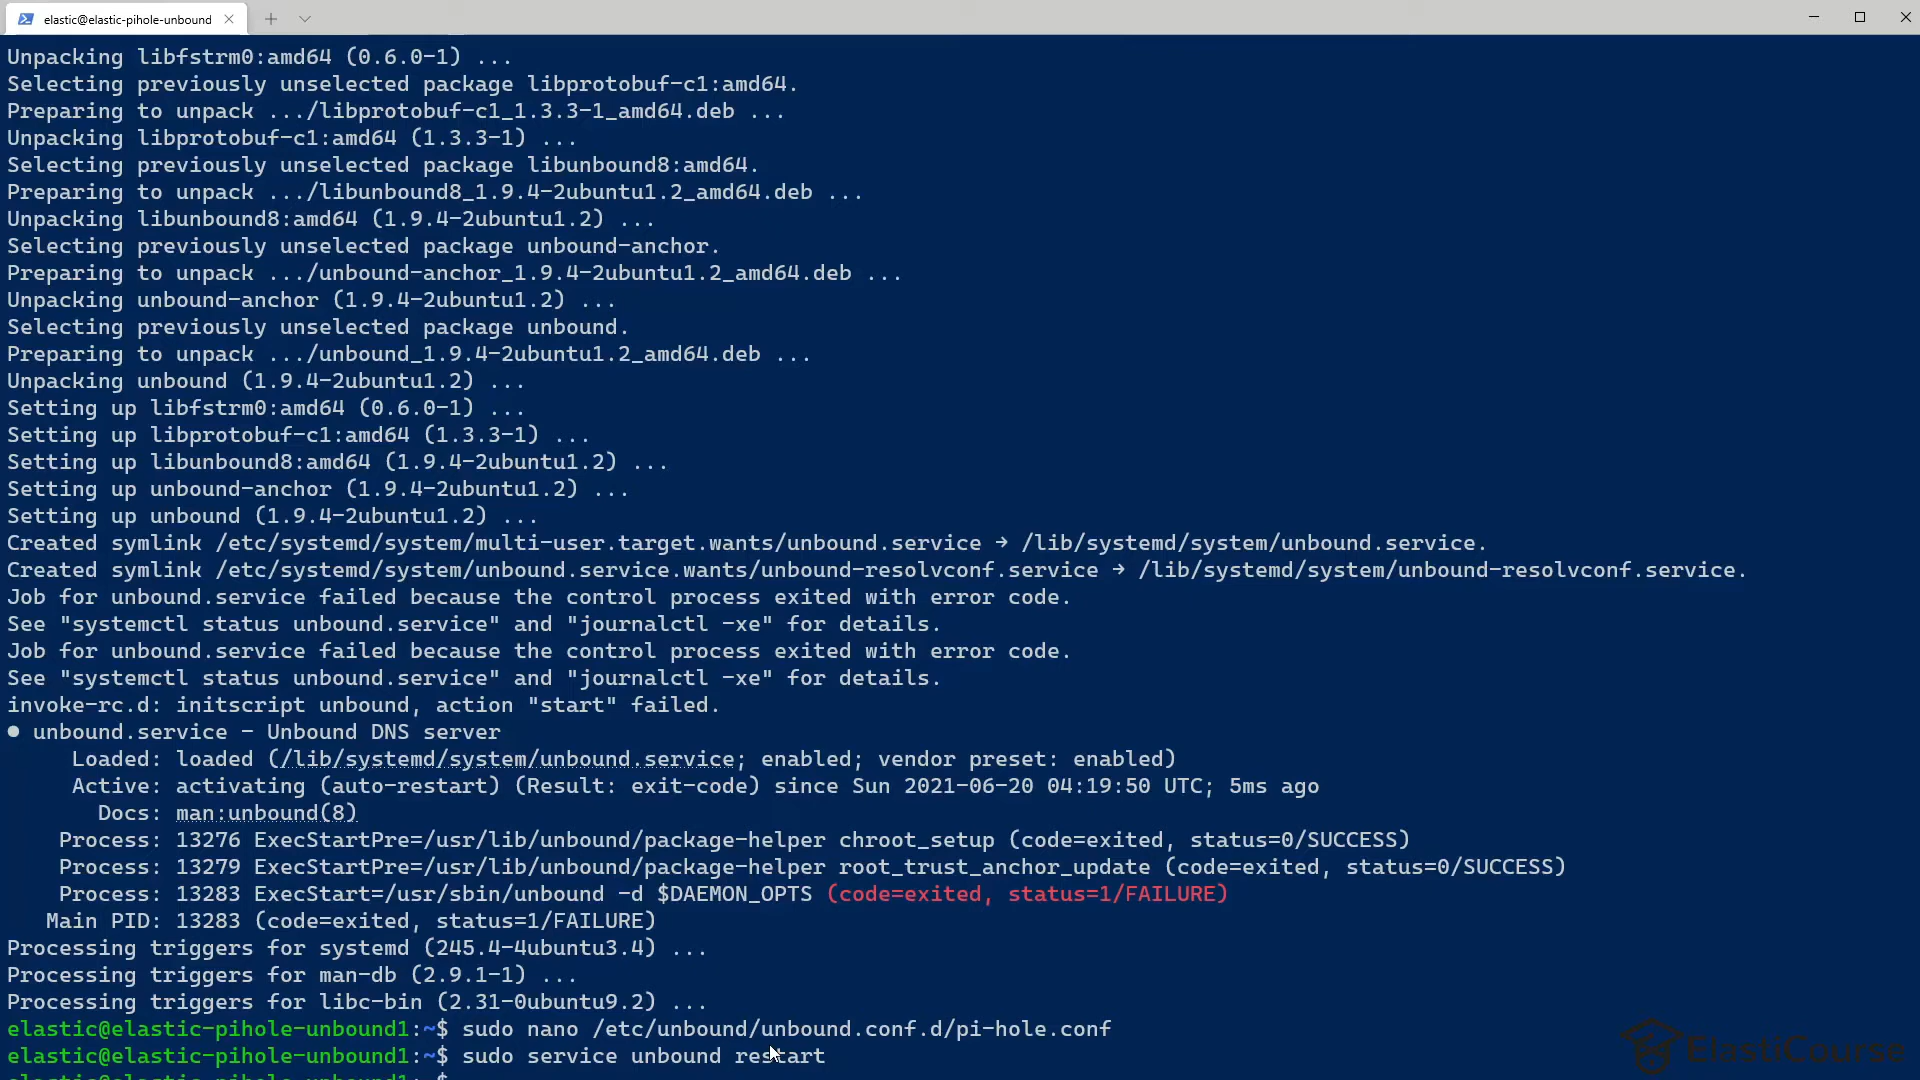 elastic@elastic-pihole-unbound
Unpacking libfstrm0:amd64 (0.6.0-1) ...
Selecting previously unselected package libprotobuf-c1:amd64.
Preparing to unpack .../libprotobuf-c1_1.3.3-1_amd64.deb ...
Unpacking libprotobuf-c1:amd64 (1.3.3-1) ...
Selecting previously unselected package libunbound8:amd64.
Preparing to unpack .../libunbound8_1.9.4-2ubuntu1.2_amd64.deb ...
Unpacking libunbound8:amd64 (1.9.4-2ubuntu1.2) ...
Selecting previously unselected package unbound-anchor.
Preparing to unpack .../unbound-anchor_1.9.4-2ubuntu1.2_amd64.deb ...
Unpacking unbound-anchor (1.9.4-2ubuntu1.2) ...
Selecting previously unselected package unbound.
Preparing to unpack .../unbound_1.9.4-2ubuntu1.2_amd64.deb ...
Unpacking unbound (1.9.4-2ubuntu1.2) ...
Setting up libfstrm0:amd64 (0.6.0-1) ...
Setting up libprotobuf-c1:amd64 (1.3.3-1) ...
Setting up libunbound8:amd64 (1.9.4-2ubuntu1.2) ...
Setting up unbound-anchor (1.9.4-2ubuntu1.2) ...
Setting up unbound (1.9.4-2ubuntu1.2) ...
Created symlink /etc/systemd/system/multi-user.target.wants/unbound.service → /lib/systemd/system/unbound.service.
Created symlink /etc/systemd/system/unbound.service.wants/unbound-resolvconf.service → /lib/systemd/system/unbound-resolvconf.service.
Job for unbound.service failed because the control process exited with error code.
See "systemctl status unbound.service" and "journalctl -xe" for details.
Job for unbound.service failed because the control process exited with error code.
See "systemctl status unbound.service" and "journalctl -xe" for details.
invoke-rc.d: initscript unbound, action "start" failed.
● unbound.service - Unbound DNS server
Loaded: loaded (/lib/systemd/system/unbound.service; enabled; vendor preset: enabled)
Active: activating (auto-restart) (Result: exit-code) since Sun 2021-06-20 04:19:50 UTC; 5ms ago
Docs: man:unbound(8)
Process: 13276 ExecStartPre=/usr/lib/unbound/package-helper chroot_setup (code=exited, status=0/SUCCESS)
Process: 13279 ExecStartPre=/usr/lib/unbound/package-helper root_trust_anchor_update (code=exited, status=0/SUCCESS)
Process: 13283 ExecStart=/usr/sbin/unbound -d $DAEMON_OPTS (code=exited, status=1/FAILURE)
Main PID: 13283 (code=exited, status=1/FAILURE)
Processing triggers for systemd (245.4-4ubuntu3.4) ...
Processing triggers for man-db (2.9.1-1) ...
Processing triggers for libc-bin (2.31-0ubuntu9.2) ...
elastic@elastic-pihole-unbound1:~$ sudo nano /etc/unbound/unbound.conf.d/pi-hole.conf
elastic@elastic-pihole-unbound1:~$ sudo service unbound restart
ElastiCourse